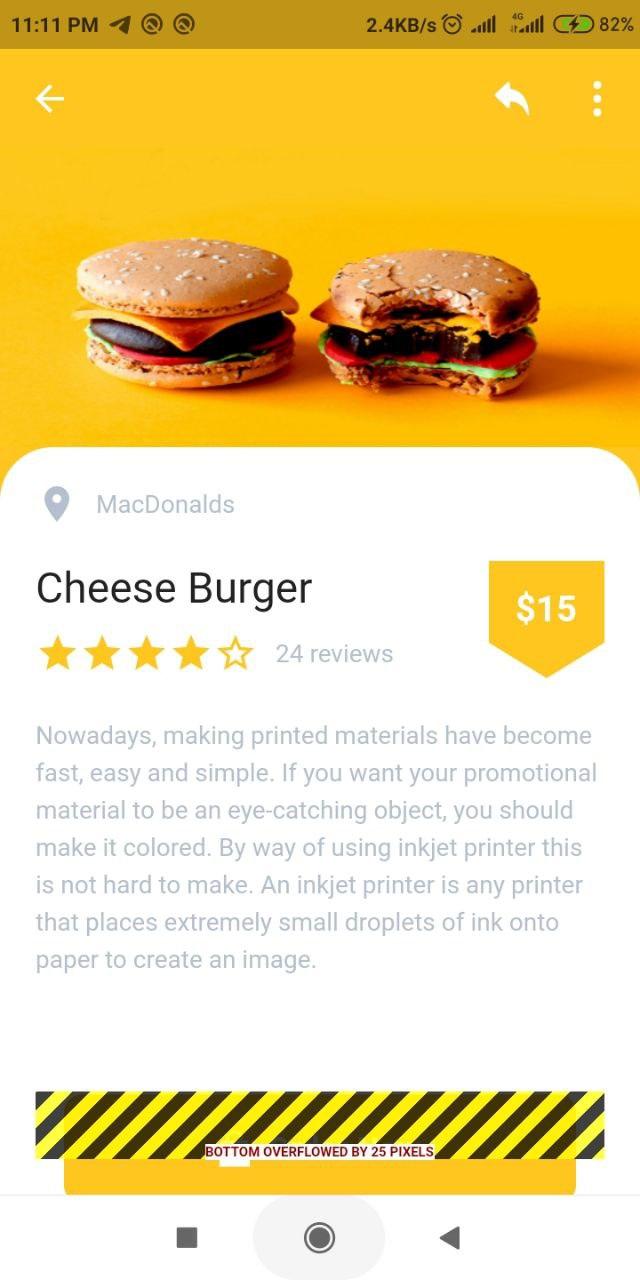 11:11 PM 2.4KB/s 4G 82%
MacDonalds
Cheese Burger
$15
24 reviews
Nowadays, making printed materials have become
fast, easy and simple. If you want your promotional
material to be an eye-catching object, you should
make it colored. By way of using inkjet printer this
is not hard to make. An inkjet printer is any printer
that places extremely small droplets of ink onto
paper to create an image.
BOTTOM OVERFLOWED BY 25 PIXELS